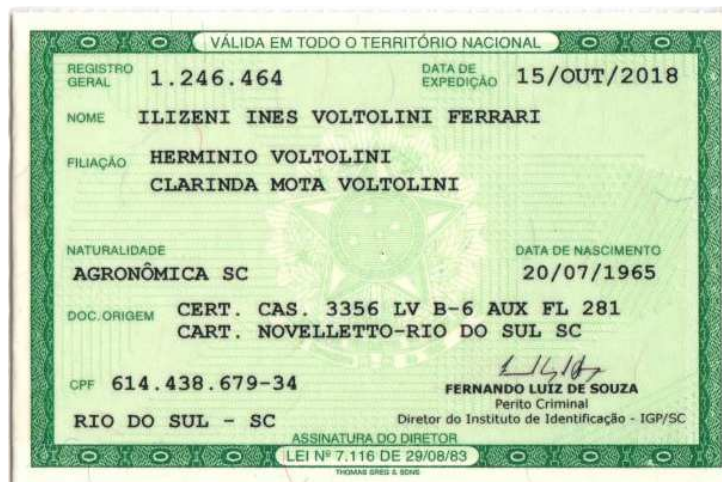 VÁLIDA EM TODO O TERRITÓRIO NACIONAL
REGISTRO GERAL 1.246.464 DATA DE EXPEDIÇÃO 15/OUT/2018
NOME ILIZENI INES VOLTOLINI FERRARI
FILIAÇÃO HERMINIO VOLTOLINI
CLARINDA MOTA VOLTOLINI
NATURALIDADE DATA DE NASCIMENTO
AGRONÔMICA SC 20/07/1965
DOC.ORIGEM CERT. CAS. 3356 LV B-6 AUX FL 281
CART. NOVELLETTO-RIO DO SUL SC
CPF 614.438.679-34
FERNANDO LUIZ DE SOUZA
Perito Criminal
RIO DO SUL - SC Diretor do Instituto de Identificação - IGP/SC
ASSINATURA DO DIRETOR
LEI Nº 7.116 DE 29/08/83
THOMAS GREG & SONS